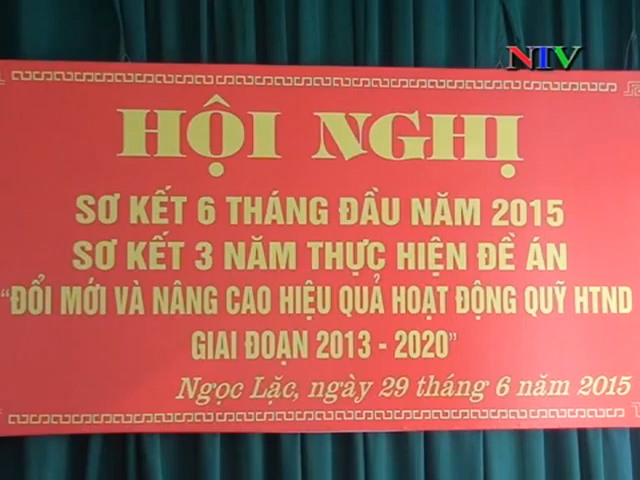 NTV
HỘI NGHỊ
SƠ KẾT 6 THÁNG ĐẦU NĂM 2015
SƠ KẾT 3 NĂM THỰC HIỆN ĐỀ ÁN
"ĐỔI MỚI VÀ NÂNG CAO HIỆU QUẢ HOẠT ĐỘNG QUỸ HTND
GIAI ĐOẠN 2013 - 2020"
Ngọc Lặc, ngày 29 tháng 6 năm 2015